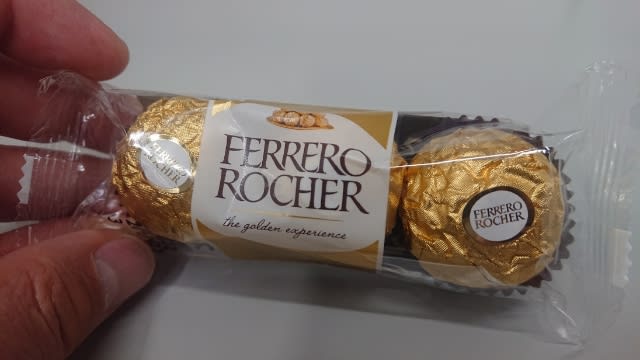 FERRERO
ROCHER
FERRERO
ROCHER
the golden experience
FERRERO
ROCHER